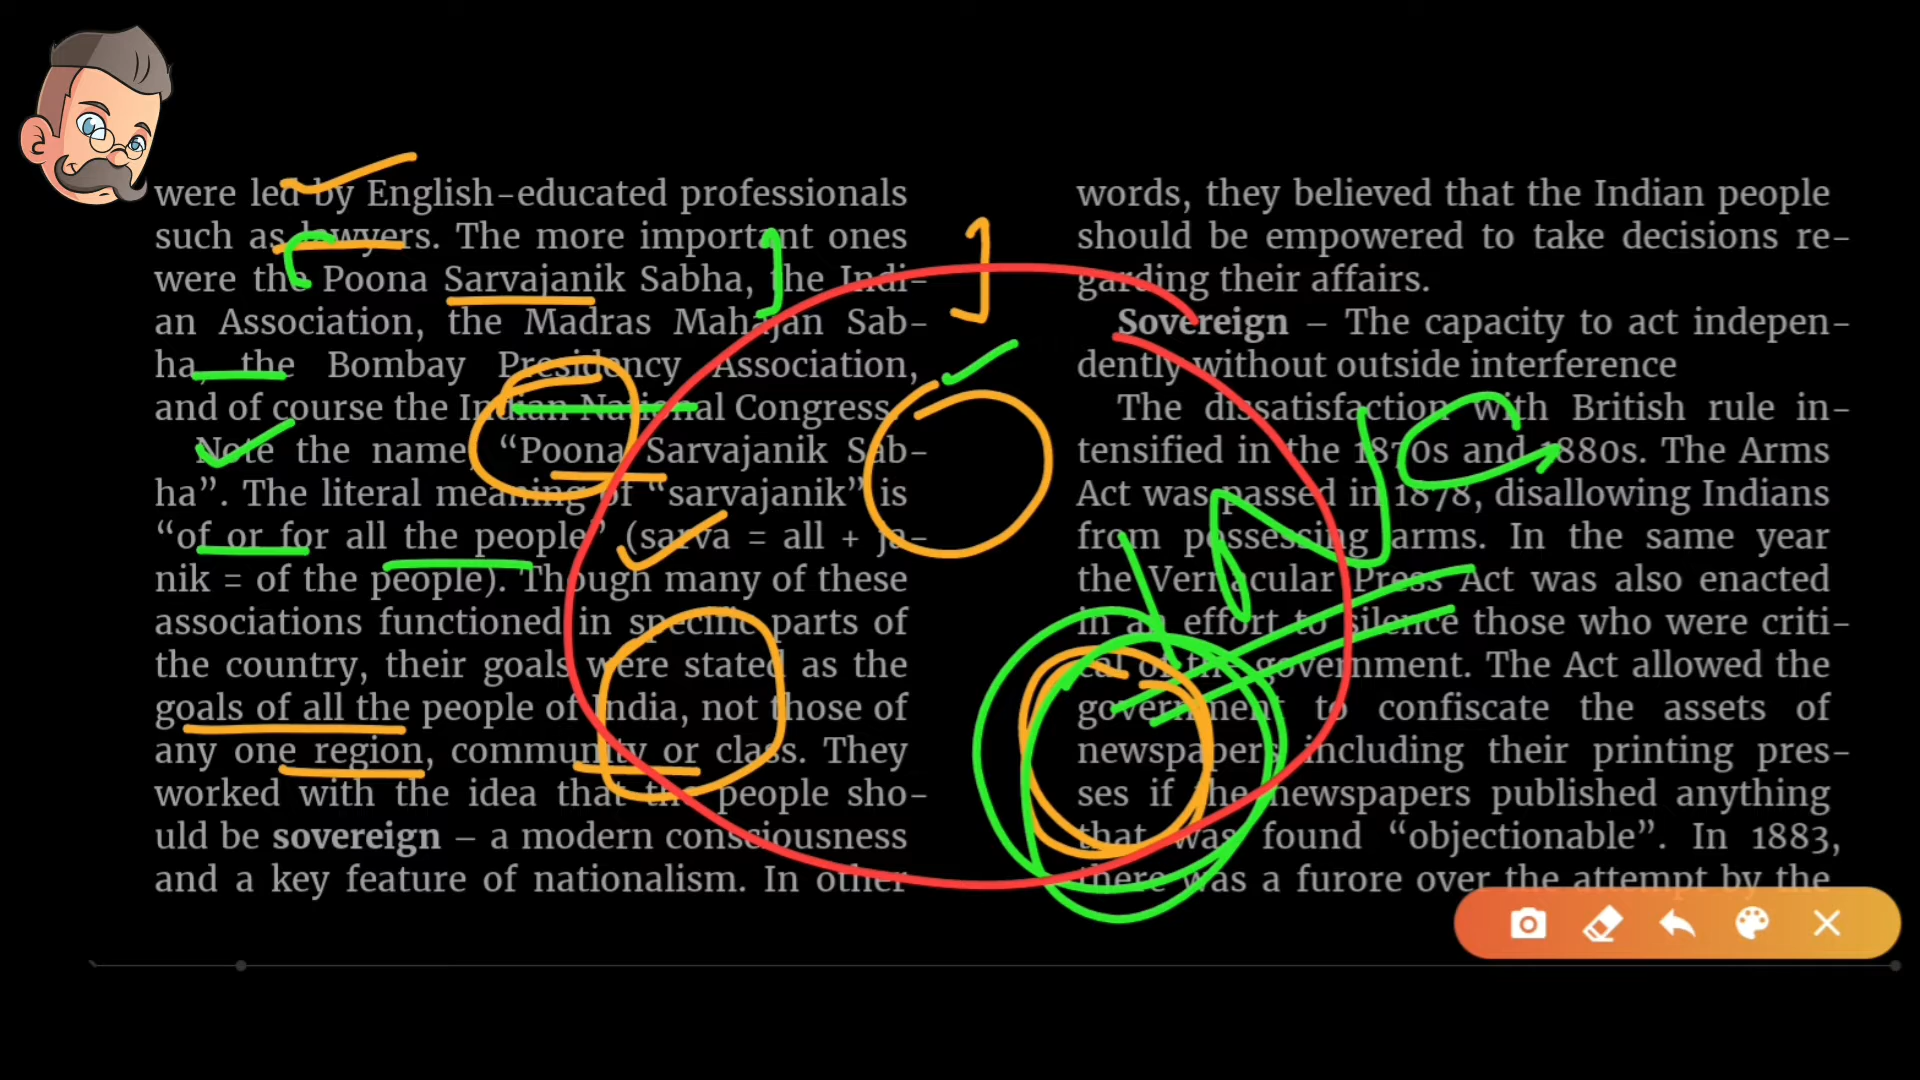 were led by English-educated professionals
such as lawyers. The more important ones
were the Poona Sarvajanik Sabha, the Indi-
an Association, the Madras Mahajan Sab-
ha, the Bombay Presidency Association,
and of course the Indian National Congress.
Note the name, “Poona Sarvajanik Sab-
ha”. The literal meaning of “sarvajanik” is
“of or for all the people” (sarva = all + ja-
nik = of the people). Though many of these
associations functioned in specific parts of
the country, their goals were stated as the
goals of all the people of India, not those of
any one region, community or class. They
worked with the idea that the people sho-
uld be sovereign – a modern consciousness
and a key feature of nationalism. In other
words, they believed that the Indian people
should be empowered to take decisions re-
garding their affairs.
Sovereign – The capacity to act indepen-
dently without outside interference
The dissatisfaction with British rule in-
tensified in the 1870s and 1880s. The Arms
Act was passed in 1878, disallowing Indians
from possessing arms. In the same year
the Vernacular Press Act was also enacted
in an effort to silence those who were criti-
cal of the government. The Act allowed the
government to confiscate the assets of
newspapers including their printing pres-
ses if the newspapers published anything
that was found “objectionable”. In 1883,
there was a furore over the attempt by the